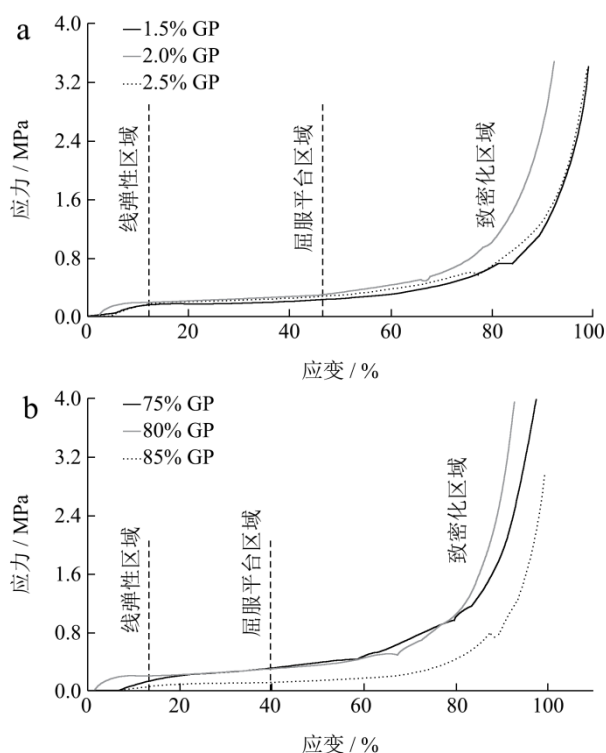 a
1.5% GP
2.0% GP
2.5% GP
4.0
3.2
2.4
1.6
0.8
0.0
应力 / MPa
线弹性区域
屈服平台区域
致密化区域
0 20 40 60 80 100
应变 / %
b
75% GP
80% GP
85% GP
4.0
3.2
2.4
1.6
0.8
0.0
应力 / MPa
线弹性区域
屈服平台区域
致密化区域
0 20 40 60 80 100
应变 / %